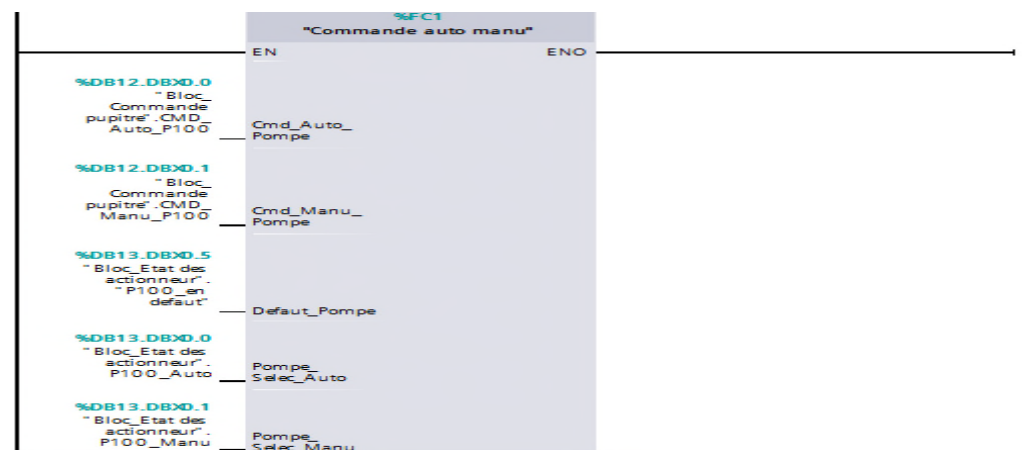 %FC1
"Commande auto manu"
EN ENO
%DB12.DBX0.0
"Bloc_
Commande
pupitre".CMD_
Auto_P100
Cmd_Auto_
Pompe
%DB12.DBX0.1
"Bloc_
Commande
pupitre".CMD_
Manu_P100
Cmd_Manu_
Pompe
%DB13.DBX0.5
"Bloc_Etat des
actionneur".
"P100_en
defaut"
Defaut_Pompe
%DB13.DBX0.0
"Bloc_Etat des
actionneur".
P100_Auto
Pompe_
Selec_Auto
%DB13.DBX0.1
"Bloc_Etat des
actionneur".
P100_Manu
Pompe_
Selec_Manu